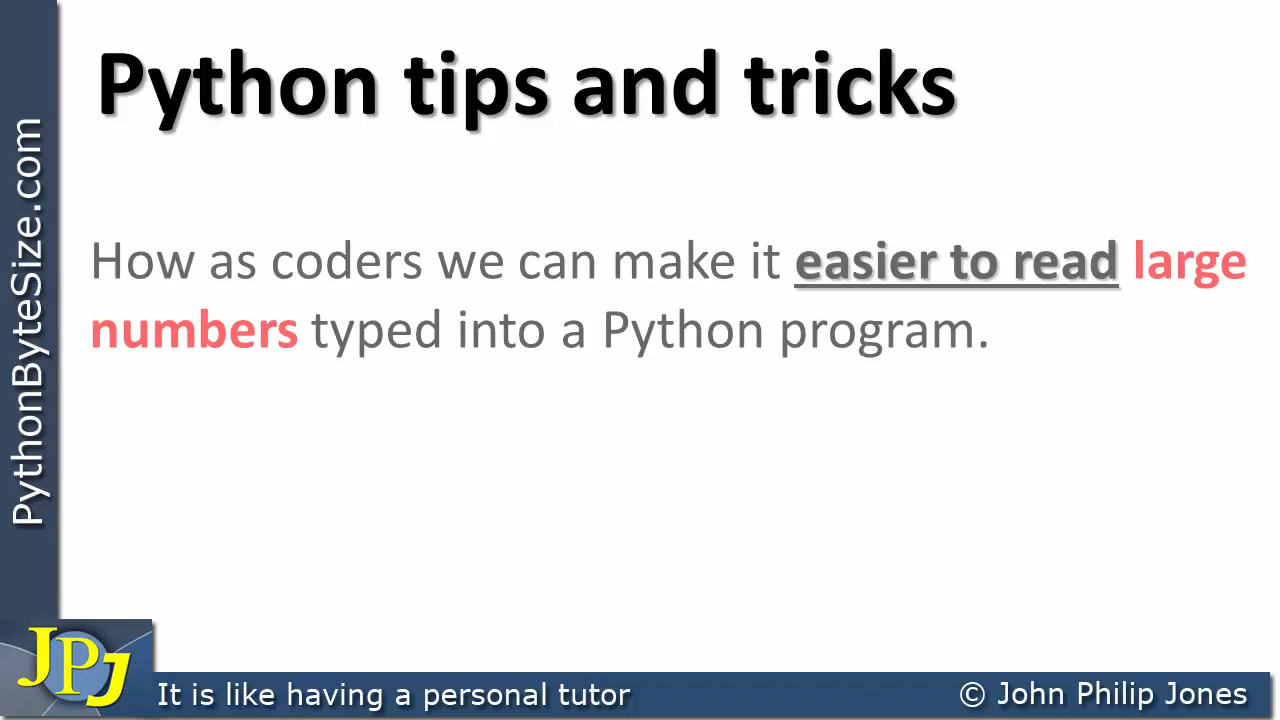 Python tips and tricks
How as coders we can make it easier to read large
numbers typed into a Python program.
PythonByteSize.com
JPJ
It is like having a personal tutor
© John Philip Jones